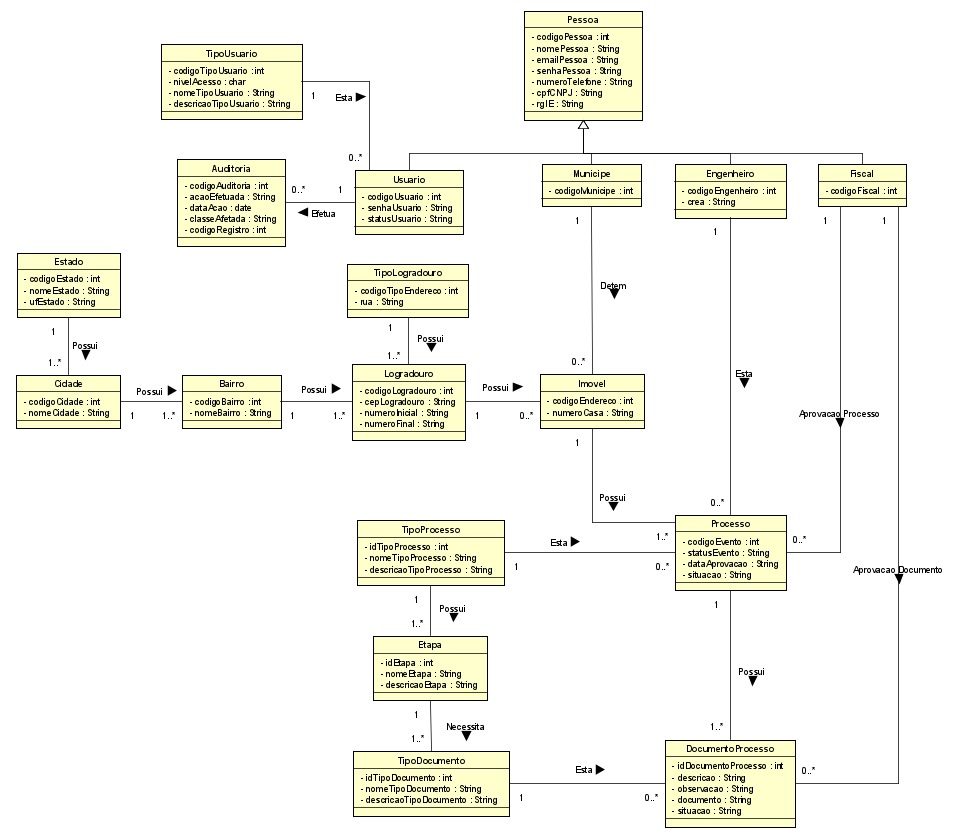 Pessoa
- codigoPessoa : int
- nomePessoa : String
- emailPessoa : String
- senhaPessoa : String
- numeroTelefone : String
- cpfCNPJ : String
- rgIE : String
TipoUsuario
- codigoTipoUsuario : int
- nivelAcesso : char
- nomeTipoUsuario : String
- descricaoTipoUsuario : String
1
Esta
0..*
Auditoria
- codigoAuditoria : int
- acaoEfetuada : String
- dataAcao : date
- classeAfetada : String
- codigoRegistro : int
0..*
1
Efetua
Usuario
- codigoUsuario : int
- senhaUsuario : String
- statusUsuario : String
Municipe
- codigoMunicipe : int
Engenheiro
- codigoEngenheiro : int
- crea : String
Fiscal
- codigoFiscal : int
1
1
1
1
Estado
- codigoEstado : int
- nomeEstado : String
- ufEstado : String
TipoLogradouro
- codigoTipoEndereco : int
- rua : String
Detem
1
Possui
1..*
1
Possui
1..*
0..*
Esta
Cidade
- codigoCidade : int
- nomeCidade : String
Possui
1
1..*
Bairro
- codigoBairro : int
- nomeBairro : String
Possui
1
1..*
Logradouro
- codigoLogradouro : int
- cepLogradouro : String
- numeroInicial : String
- numeroFinal : String
Possui
1
0..*
Imovel
- codigoEndereco : int
- numeroCasa : String
1
Aprovacao Processo
Possui
0..*
1..*
TipoProcesso
- idTipoProcesso : int
- nomeTipoProcesso : String
- descricaoTipoProcesso : String
Esta
1
0..*
Processo
- codigoEvento : int
- statusEvento : String
- dataAprovacao : String
- situacao : String
0..*
Aprovacao Documento
1
Possui
1..*
1
Etapa
- idEtapa : int
- nomeEtapa : String
- descricaoEtapa : String
Possui
1
Necessita
1..*
1..*
TipoDocumento
- idTipoDocumento : int
- nomeTipoDocumento : String
- descricaoTipoDocumento : String
Esta
1
0..*
DocumentoProcesso
- idDocumentoProcesso : int
- descricao : String
- observacao : String
- documento : String
- situacao : String
0..*